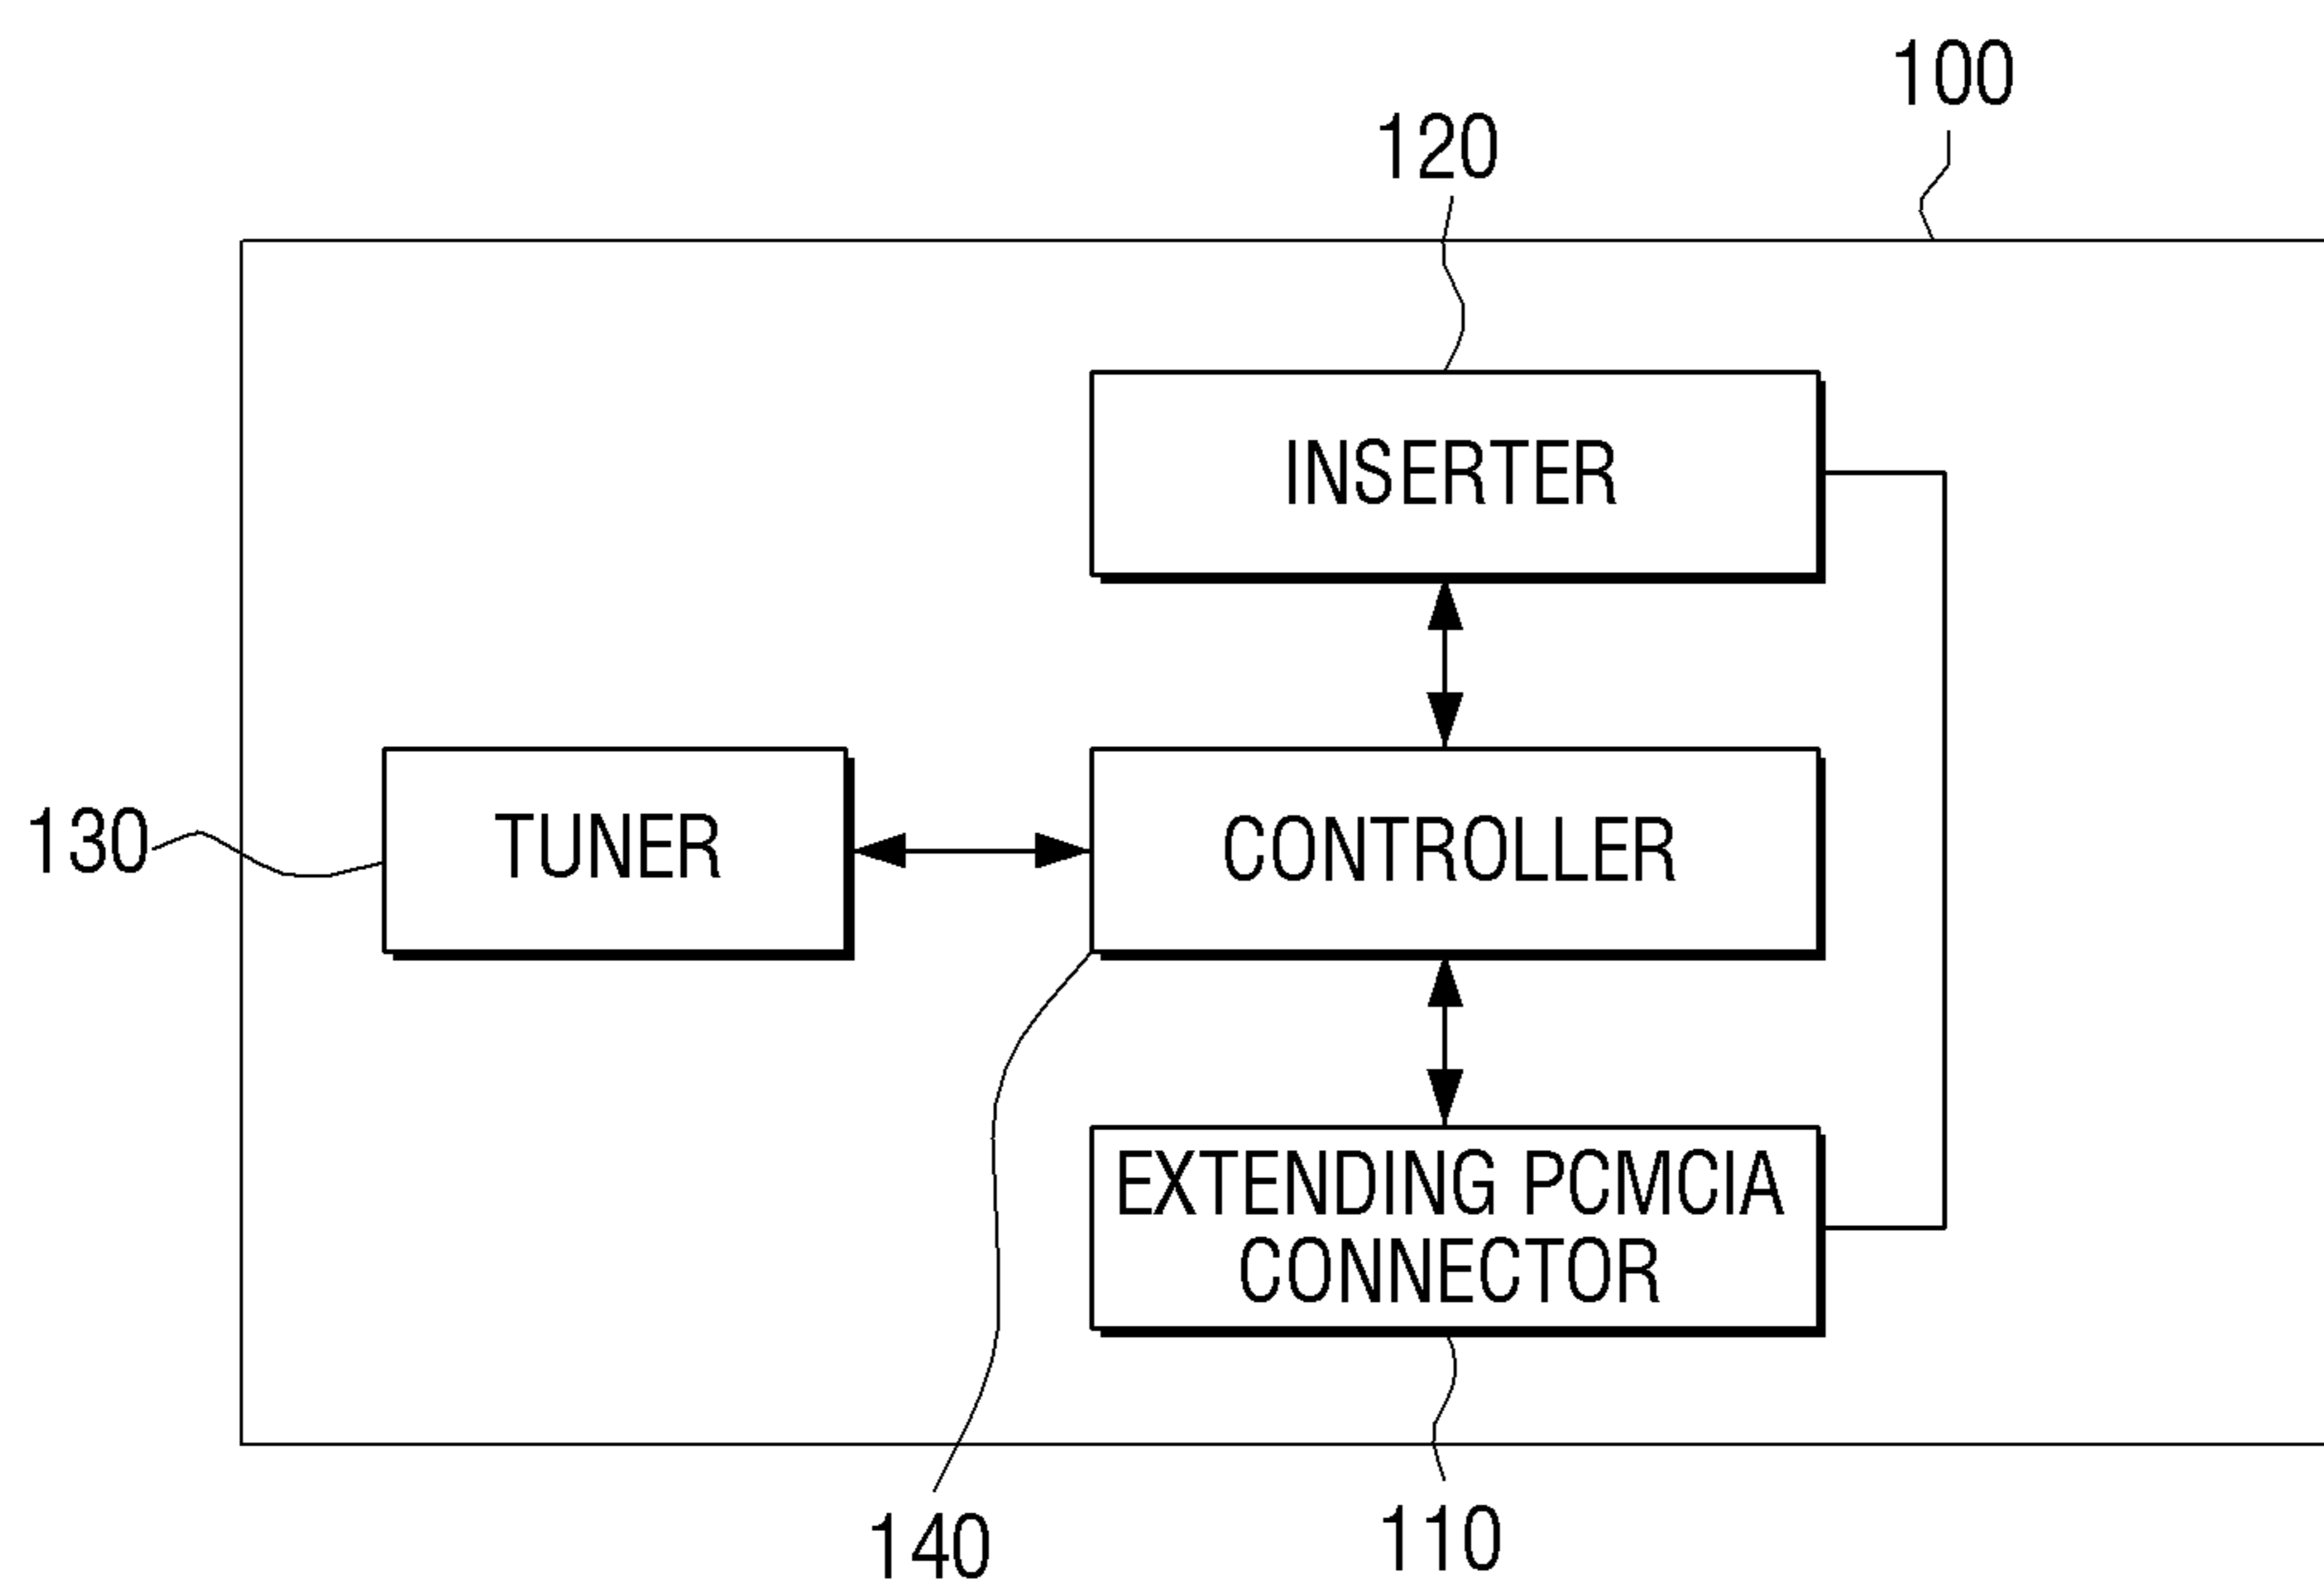 100
120
INSERTER
130
TUNER
CONTROLLER
EXTENDING PCMCIA
CONNECTOR
140
110